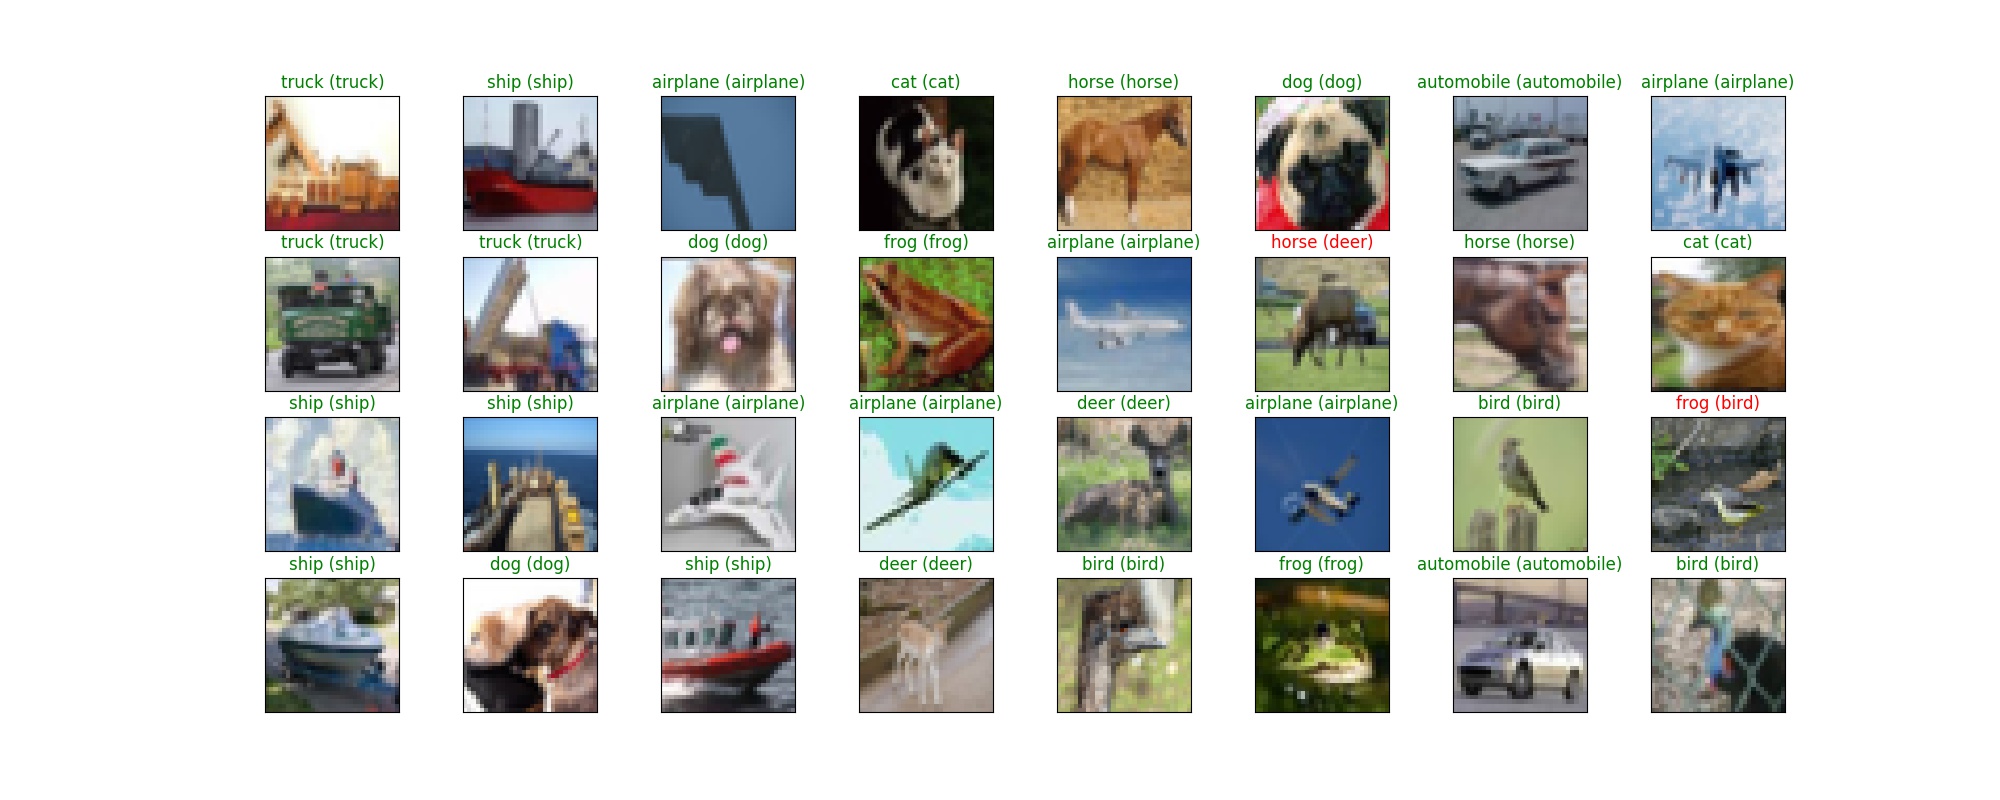 truck (truck) ship (ship) airplane (airplane) cat (cat) horse (horse) dog (dog) automobile (automobile) airplane (airplane)
truck (truck) truck (truck) dog (dog) frog (frog) airplane (airplane) horse (deer) horse (horse) cat (cat)
ship (ship) ship (ship) airplane (airplane) airplane (airplane) deer (deer) airplane (airplane) bird (bird) frog (bird)
ship (ship) dog (dog) ship (ship) deer (deer) bird (bird) frog (frog) automobile (automobile) bird (bird)